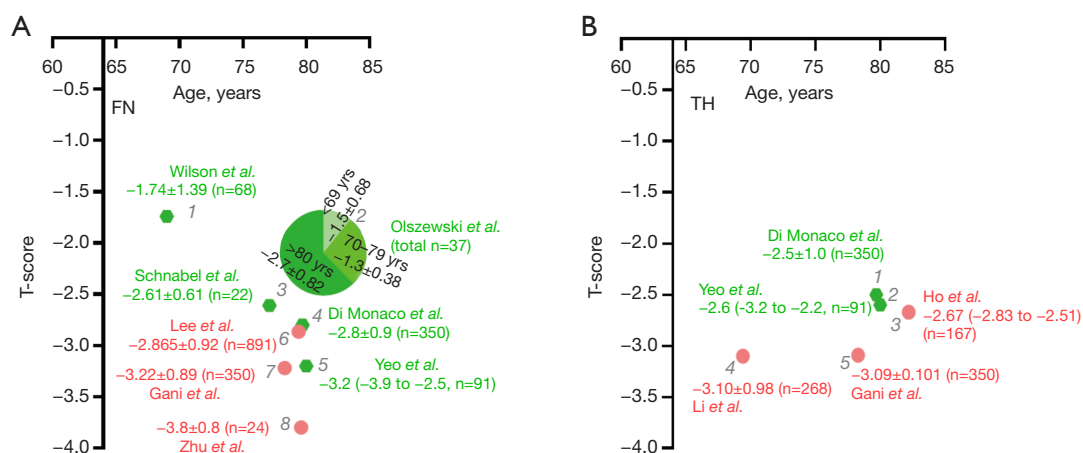 A
60 65 70 75 80 85
Age, years
FN
T-score
−0.5
−1.0
−1.5
−2.0
−2.5
−3.0
−3.5
−4.0
Wilson et al.
−1.74±1.39 (n=68)
1
<69 yrs
−1.5±0.68
2
70–79 yrs
−1.3±0.38
>80 yrs
−2.7±0.82
Olszewski et al.
(total n=37)
Schnabel et al.
−2.61±0.61 (n=22)
3
4
Di Monaco et al.
−2.8±0.9 (n=350)
Lee et al.
−2.865±0.92 (n=891)
6
5
Yeo et al.
−3.2 (−3.9 to −2.5, n=91)
7
−3.22±0.89 (n=350)
Gani et al.
−3.8±0.8 (n=24)
8
Zhu et al.
B
60 65 70 75 80 85
Age, years
TH
T-score
−0.5
−1.0
−1.5
−2.0
−2.5
−3.0
−3.5
−4.0
Di Monaco et al.
−2.5±1.0 (n=350)
1
Yeo et al.
−2.6 (-3.2 to −2.2, n=91)
2
Ho et al.
−2.67 (−2.83 to −2.51)
(n=167)
3
4
−3.10±0.98 (n=268)
Li et al.
5
−3.09±0.101 (n=350)
Gani et al.